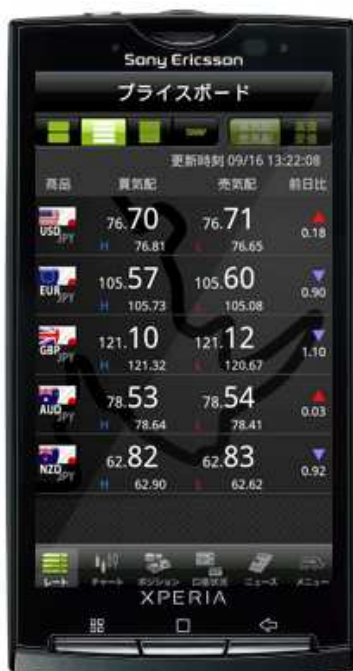 Sony Ericsson
プライスボード
更新時刻 09/16 13:22:08
商品 買気配 売気配 前日比
USD JPY 76.70 76.71 0.18
H 76.81 L 76.65
EUR JPY 105.57 105.60 0.90
H 105.73 L 105.08
GBP JPY 121.10 121.12 1.10
H 121.32 L 120.67
AUD JPY 78.53 78.54 0.03
H 78.64 L 78.41
NZD JPY 62.82 62.83 0.92
H 62.90 L 62.62
レート チャート ポジション 口座状況 ニュース メニュー
XPERIA